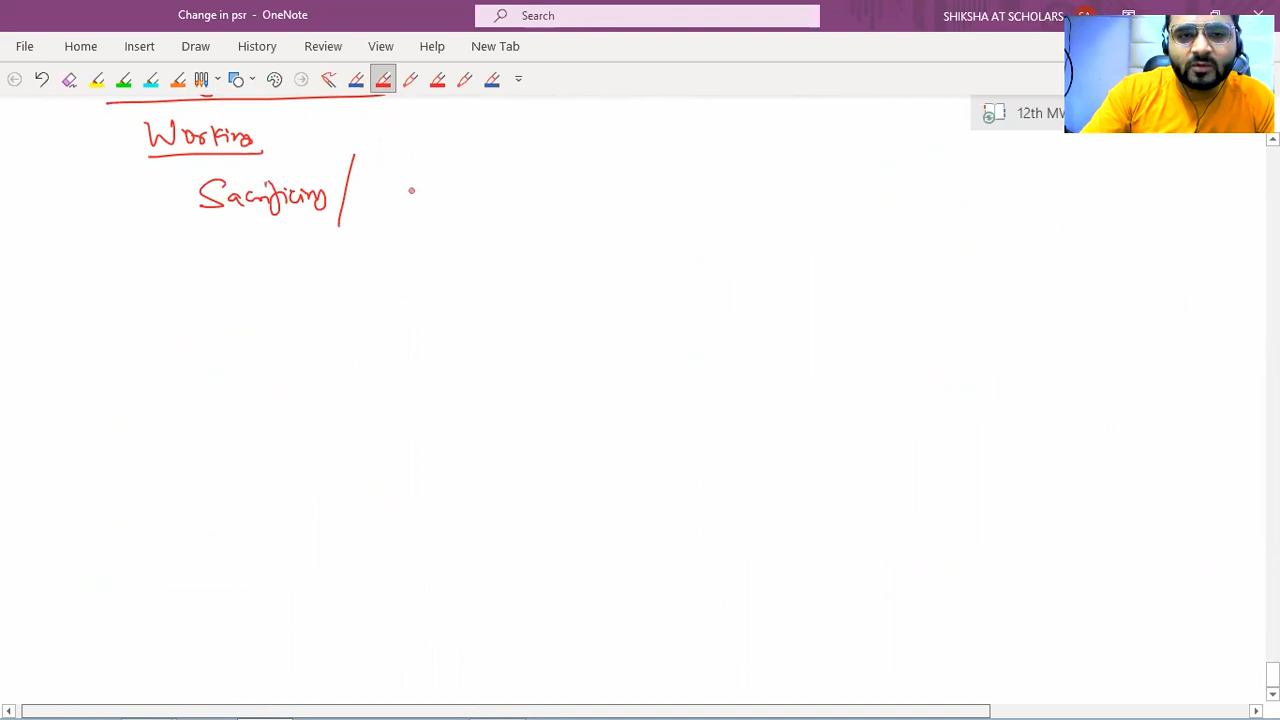 Change in psr - OneNote
Search
SHIKSHA AT SCHOLARS
File Home Insert Draw History Review View Help New Tab
12th
Working
Sacrificing /